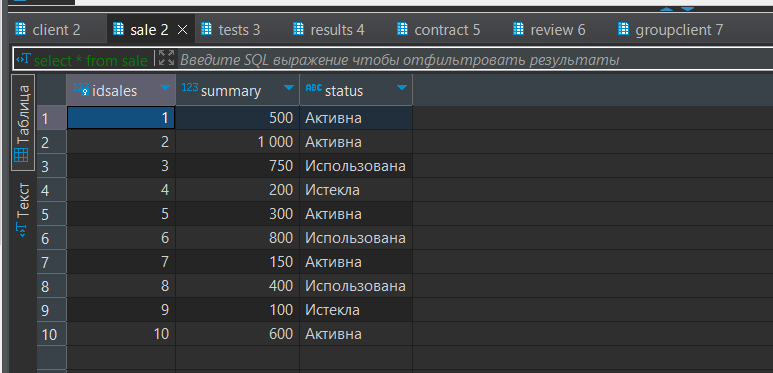 client 2 sale 2 tests 3 results 4 contract 5 review 6 groupclient 7
select * from sale Введите SQL выражение чтобы отфильтровать результаты
Таблица
Текст
123 idsales 123 summary ABC status
1 1 500 Активна
2 2 1 000 Активна
3 3 750 Использована
4 4 200 Истекла
5 5 300 Активна
6 6 800 Использована
7 7 150 Активна
8 8 400 Использована
9 9 100 Истекла
10 10 600 Активна